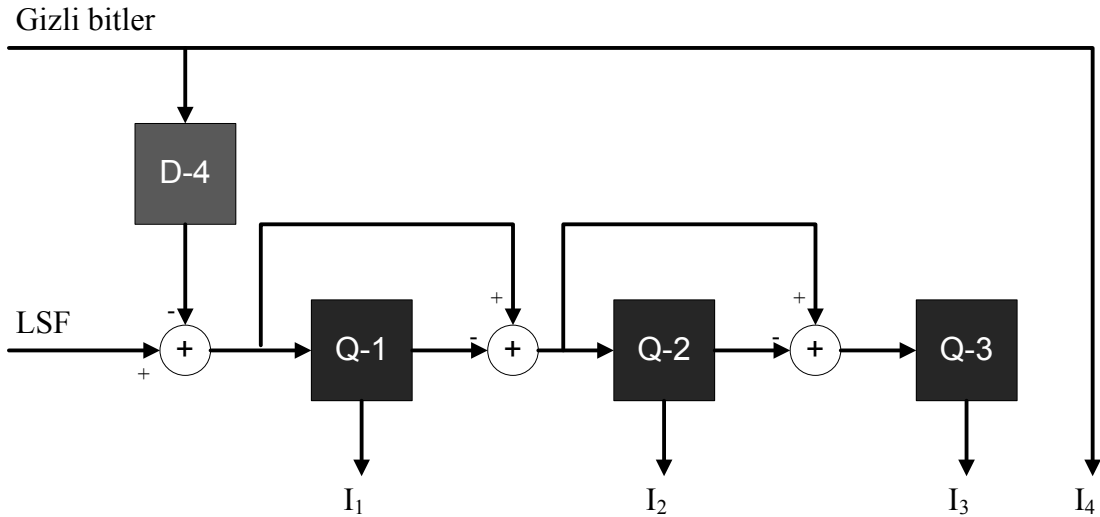 Gizli bitler
D-4
-
+
+
-
+
LSF
+
+
-
+
-
+
Q-1
Q-2
Q-3
I₁
I₂
I₃
I₄